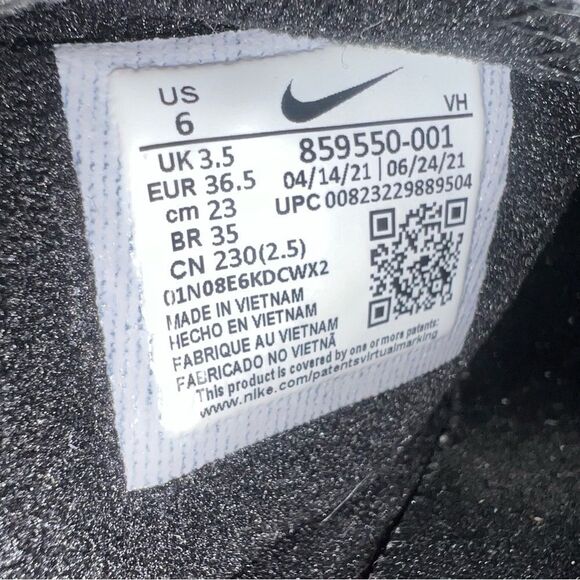 US
6
VH
UK 3.5
859550-001
EUR 36.5
04/14/21 | 06/24/21
cm 23
UPC 00823229889504
BR 35
CN 230(2.5)
01N08E6KDCWX2
MADE IN VIETNAM
HECHO EN VIETNAM
FABRIQUE AU VIETNAM
FABRICADO NO VIETNÃ
This product is covered by one or more patents:
www.nike.com/patentsvirtualmarking